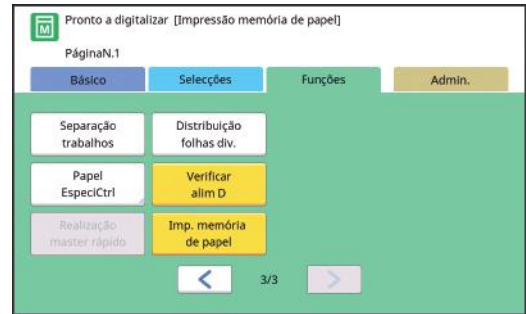 M
Pronto a digitalizar [Impressão memória de papel]
PáginaN.1
Básico
Selecções
Funções
Admin.
Separação
trabalhos
Distribuição
folhas div.
Papel
EspeciCtrl
Verificar
alim D
Realização
master rápido
Imp. memória
de papel
3/3